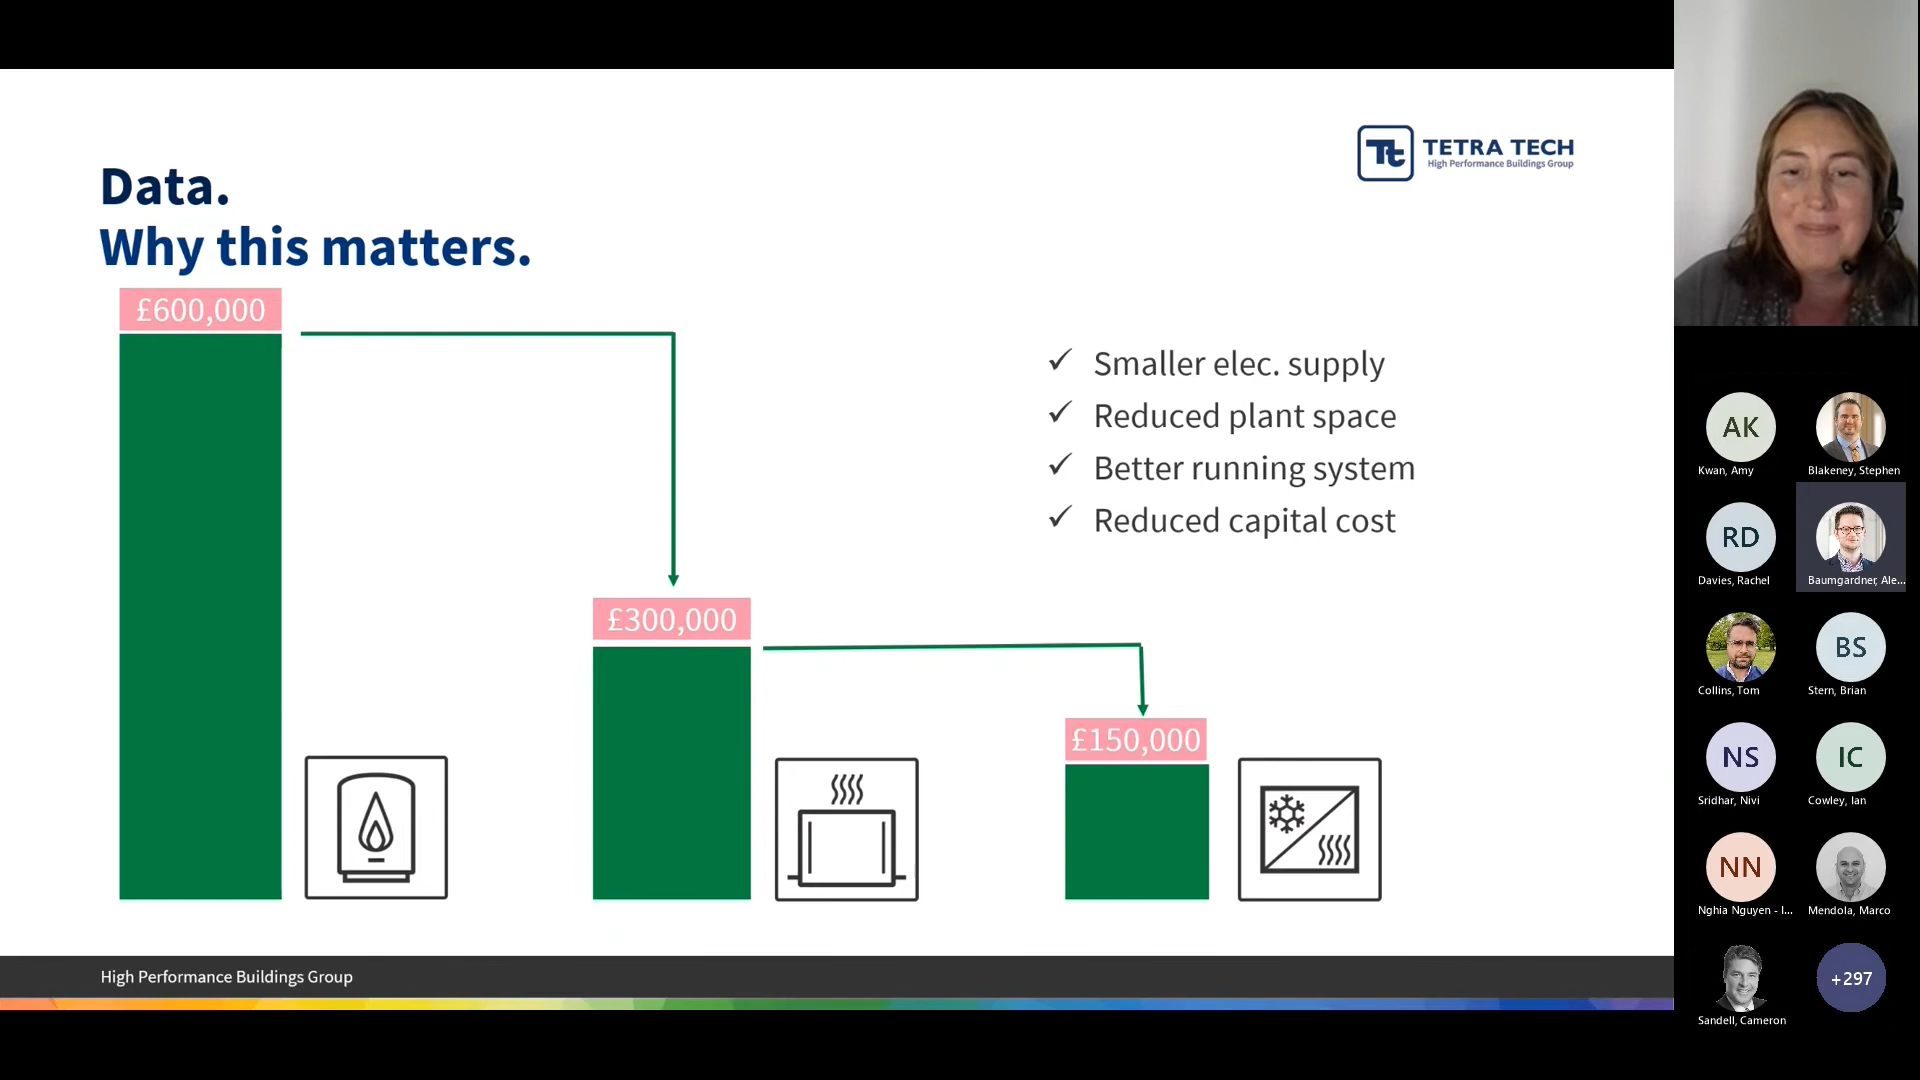 TETRA TECH
High Performance Buildings Group
Data.
Why this matters.
£600,000
£300,000
£150,000
✓ Smaller elec. supply
✓ Reduced plant space
✓ Better running system
✓ Reduced capital cost
High Performance Buildings Group
AK
Kwan, Amy
Blakeney, Stephen
RD
Davies, Rachel
Baumgardner, Ale...
Collins, Tom
BS
Stern, Brian
NS
Sridhar, Nivi
IC
Cowley, Ian
NN
Nghia Nguyen - I...
Mendola, Marco
Sandell, Cameron
+297